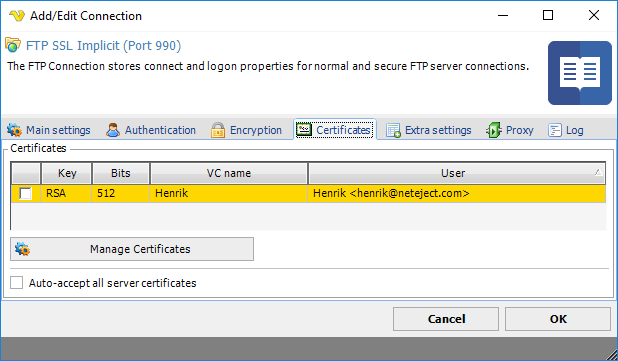 Add/Edit Connection
FTP SSL Implicit (Port 990)
The FTP Connection stores connect and logon properties for normal and secure FTP server connections.
Main settings Authentication Encryption Certificates Extra settings Proxy Log
Certificates
Key Bits VC name User
RSA 512 Henrik Henrik <henrik@neteject.com>
Manage Certificates
Auto-accept all server certificates
Cancel OK